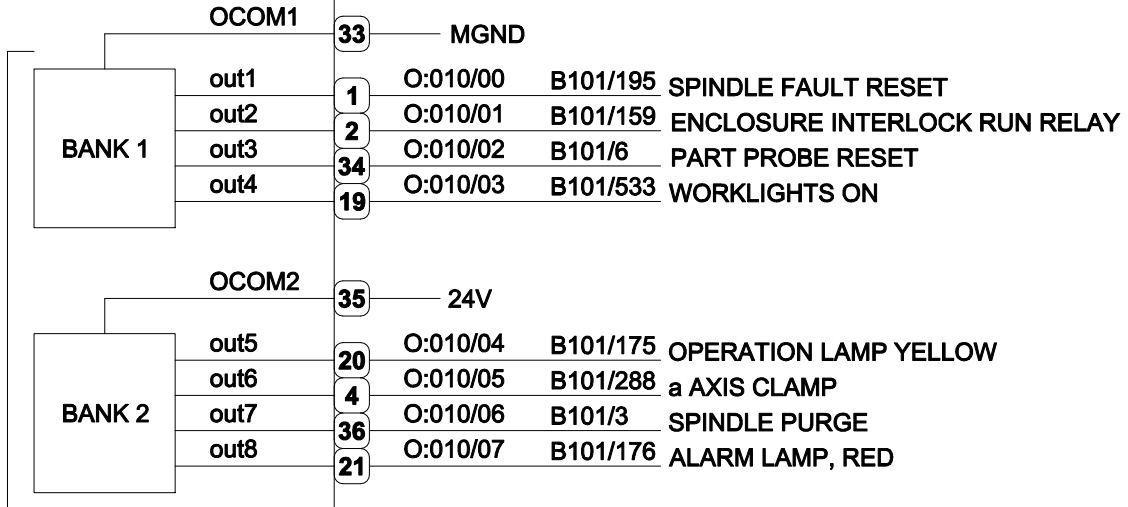 OCOM1 33 MGND
out1 1 O:010/00 B101/195 SPINDLE FAULT RESET
out2 2 O:010/01 B101/159 ENCLOSURE INTERLOCK RUN RELAY
BANK 1 out3 34 O:010/02 B101/6 PART PROBE RESET
out4 19 O:010/03 B101/533 WORKLIGHTS ON
OCOM2 35 24V
out5 20 O:010/04 B101/175 OPERATION LAMP YELLOW
out6 4 O:010/05 B101/288 a AXIS CLAMP
BANK 2 out7 36 O:010/06 B101/3 SPINDLE PURGE
out8 21 O:010/07 B101/176 ALARM LAMP, RED